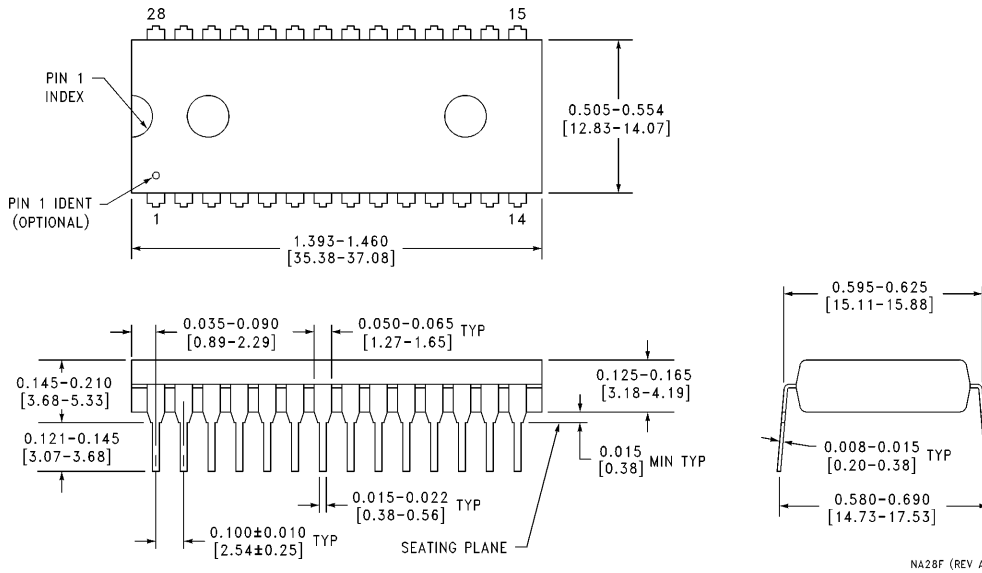 28
15
PIN 1
INDEX
0.505-0.554
[12.83-14.07]
PIN 1 IDENT
(OPTIONAL)
1
14
1.393-1.460
[35.38-37.08]
0.595-0.625
[15.11-15.88]
0.035-0.090
[0.89-2.29]
0.050-0.065 TYP
[1.27-1.65]
0.145-0.210
[3.68-5.33]
0.125-0.165
[3.18-4.19]
0.121-0.145
[3.07-3.68]
0.015 MIN TYP
[0.38]
0.008-0.015 TYP
[0.20-0.38]
0.015-0.022 TYP
[0.38-0.56]
0.580-0.690
[14.73-17.53]
0.100±0.010 TYP
[2.54±0.25]
SEATING PLANE
NA28F (REV A